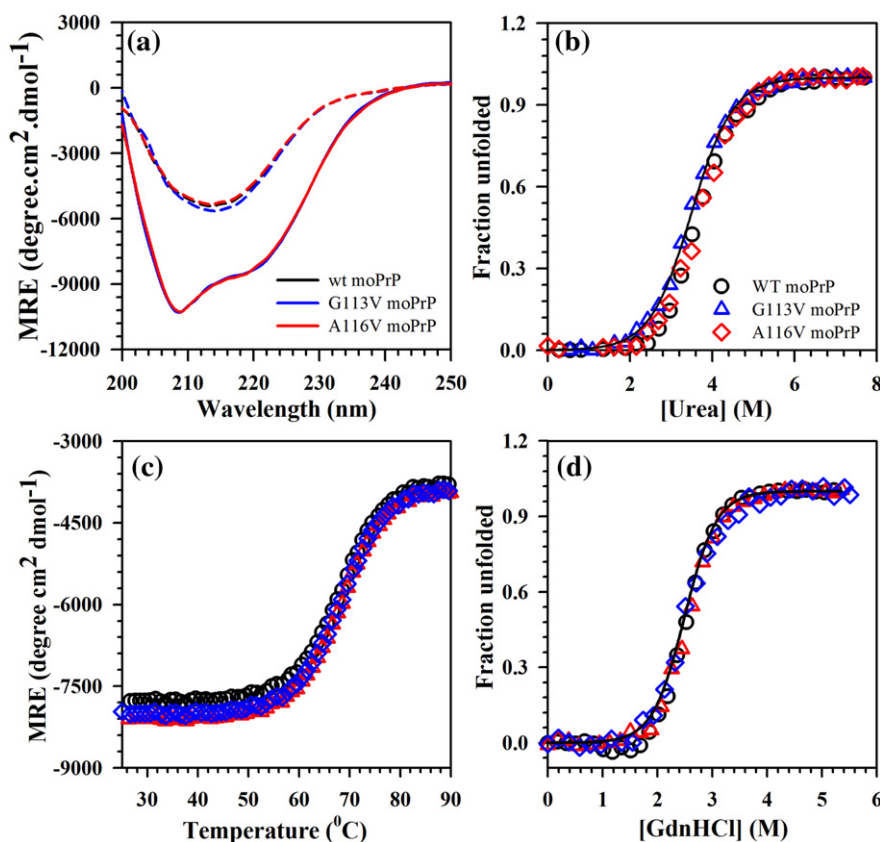 (a)
MRE (degree.cm² dmol⁻¹)
3000
0
-3000
-6000
-9000
-12000
wt moPrP
G113V moPrP
A116V moPrP
200 210 220 230 240 250
Wavelength (nm)
(b)
Fraction unfolded
1.2
0.9
0.6
0.3
0.0
WT moPrP
G113V moPrP
A116V moPrP
0 2 4 6 8
[Urea] (M)
(c)
MRE (degree cm² dmol⁻¹)
-3000
-4500
-6000
-7500
-9000
30 40 50 60 70 80 90
Temperature (⁰C)
(d)
Fraction unfolded
1.2
0.9
0.6
0.3
0.0
0 1 2 3 4 5 6
[GdnHCl] (M)